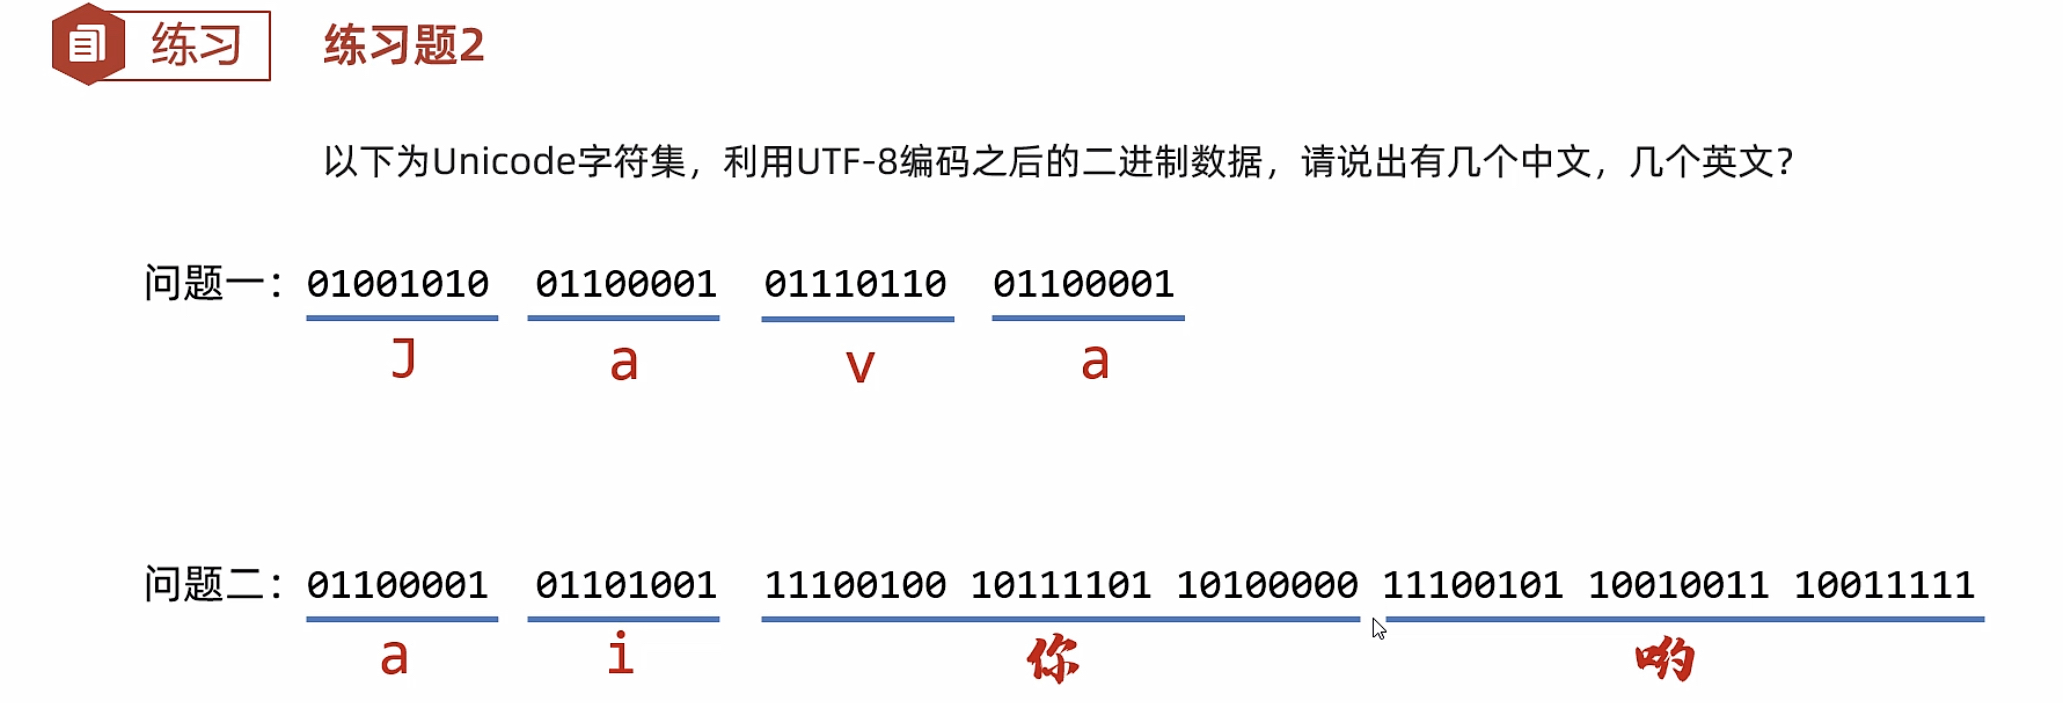 练习 练习题2
以下为Unicode字符集，利用UTF-8编码之后的二进制数据，请说出有几个中文，几个英文？
问题一：01001010 01100001 01110110 01100001
J a v a
问题二：01100001 01101001 11100100 10111101 10100000 11100101 10010011 10011111
a i 你 哟